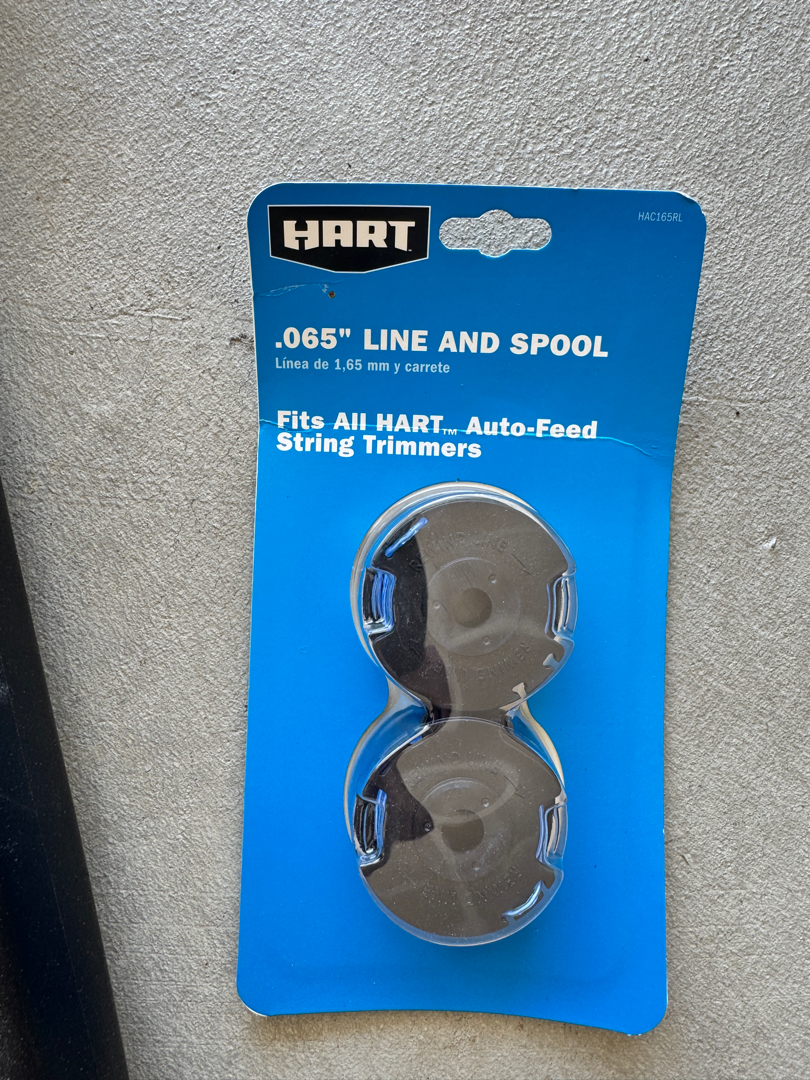 HART
HAC165RL
.065" LINE AND SPOOL
Línea de 1,65 mm y carrete
Fits All HART™ Auto-Feed
String Trimmers